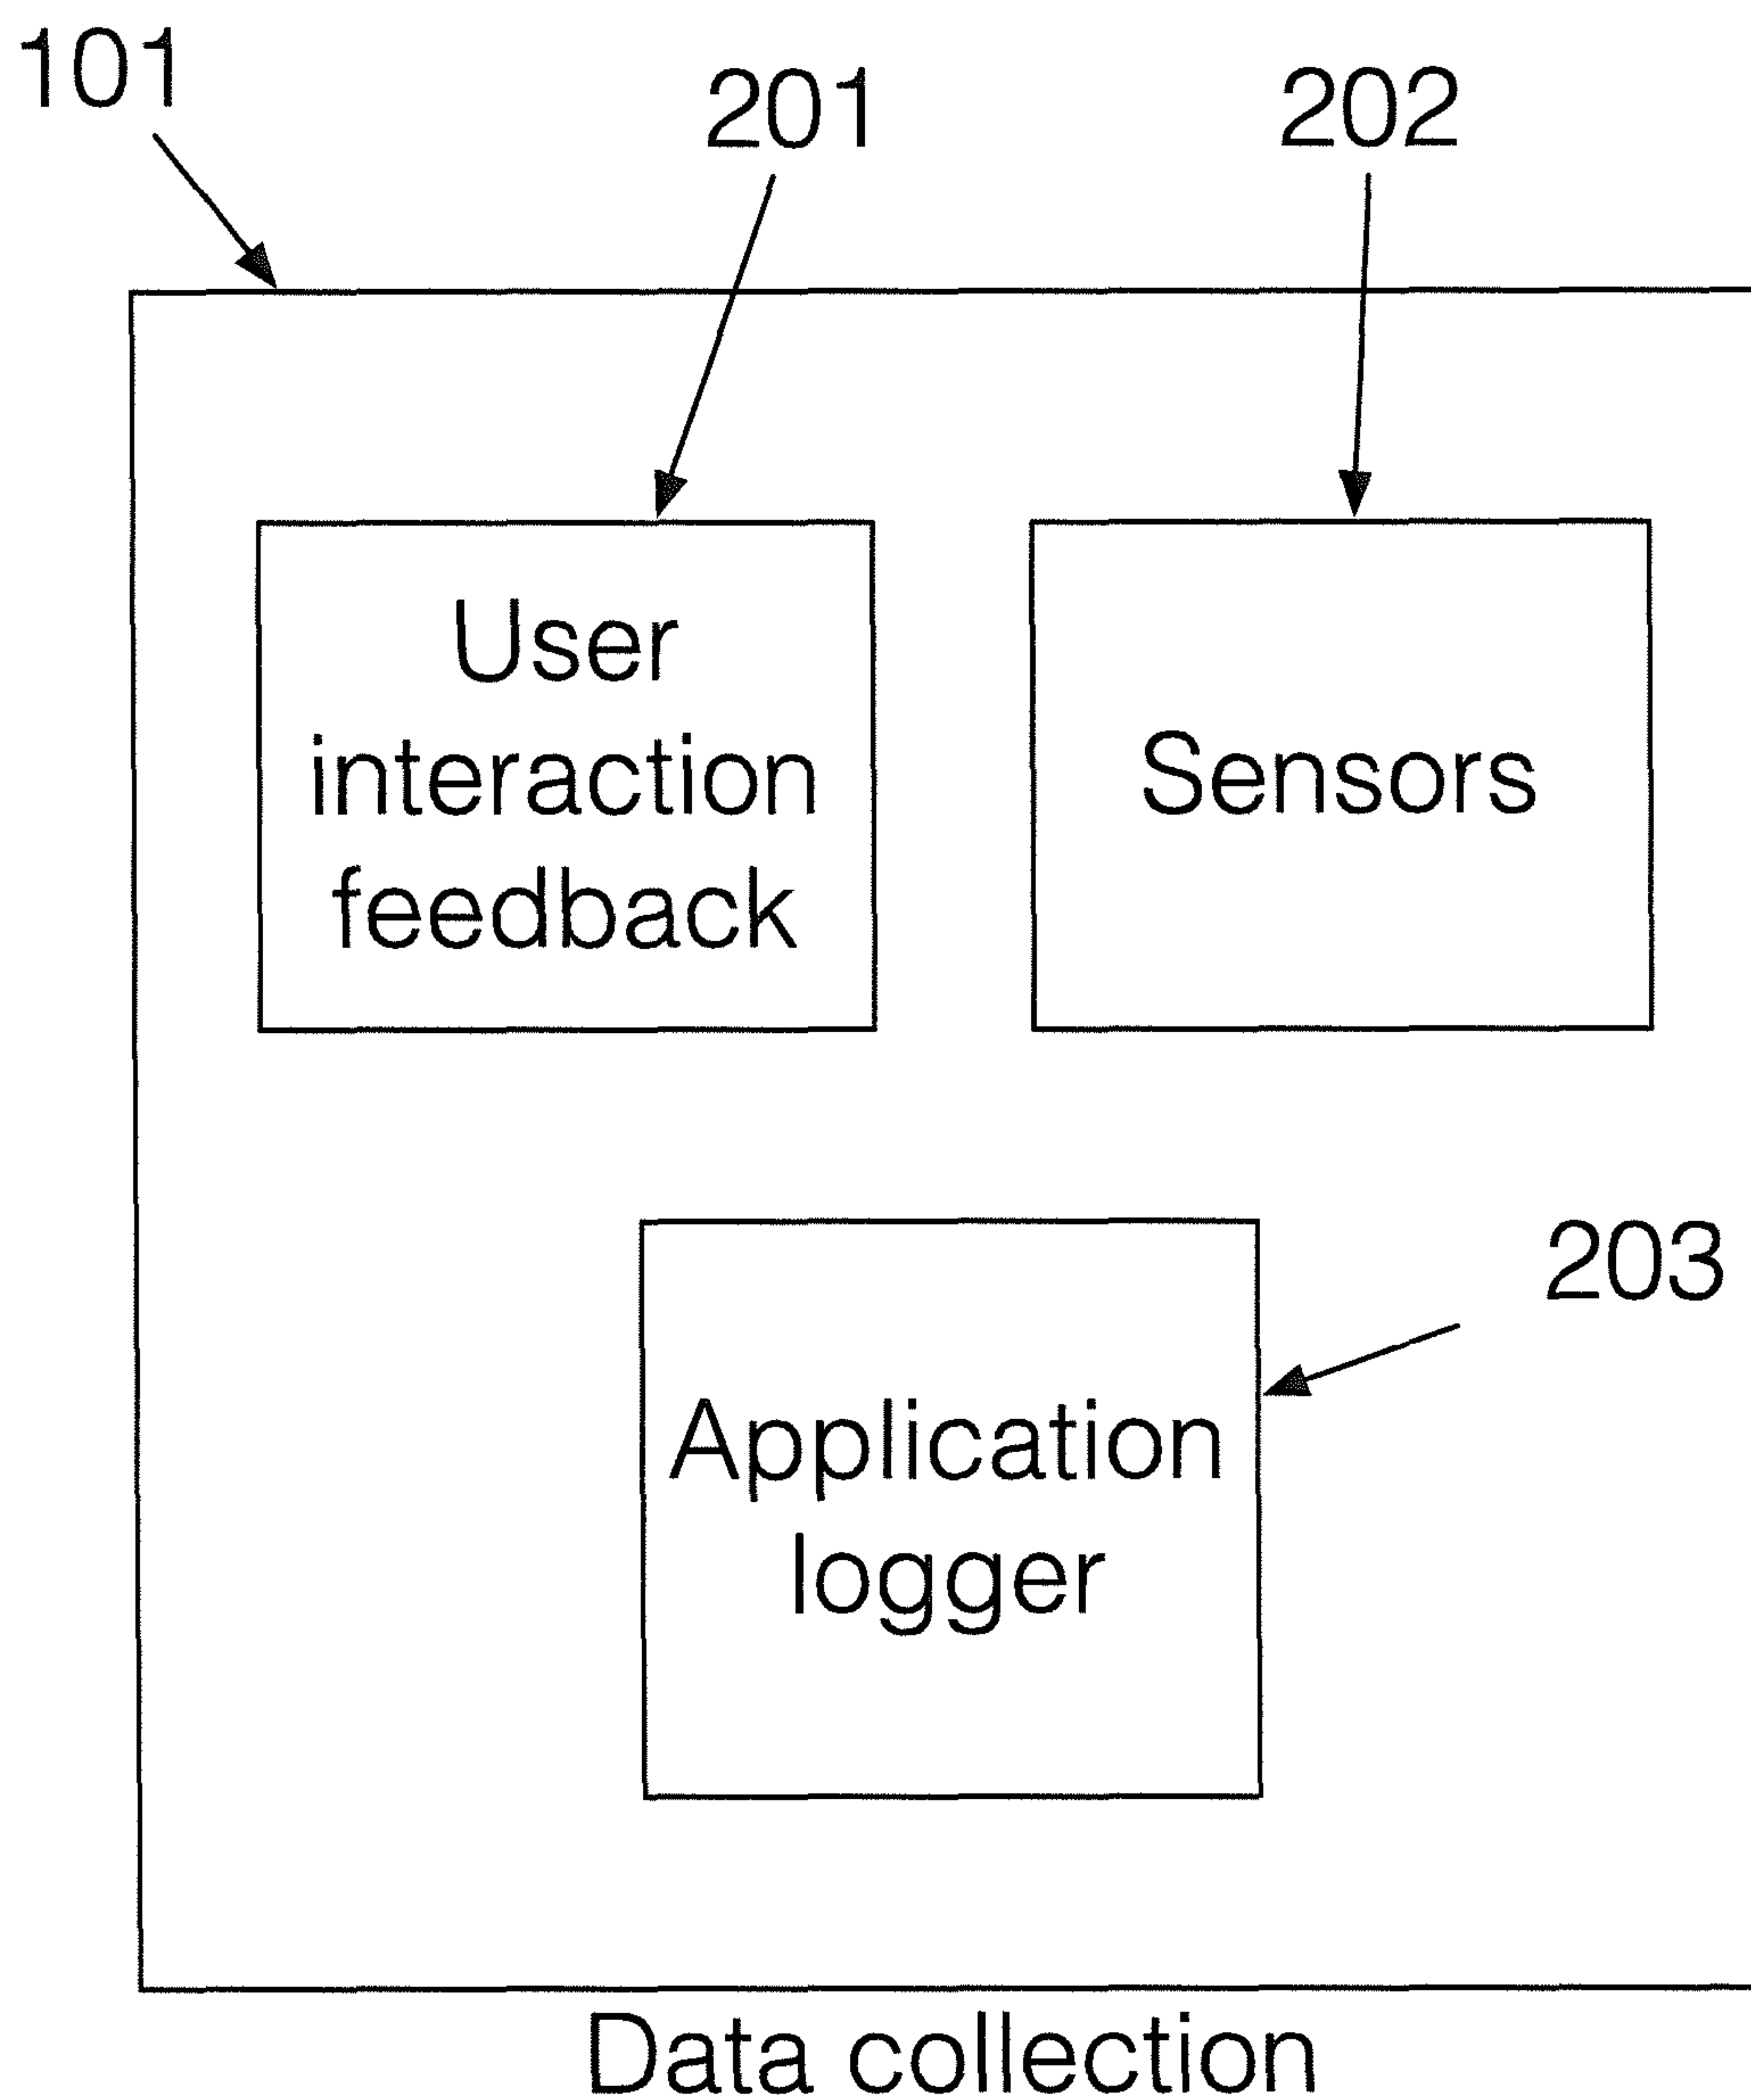 101
201
202
User
interaction
feedback
Sensors
203
Application
logger
Data collection